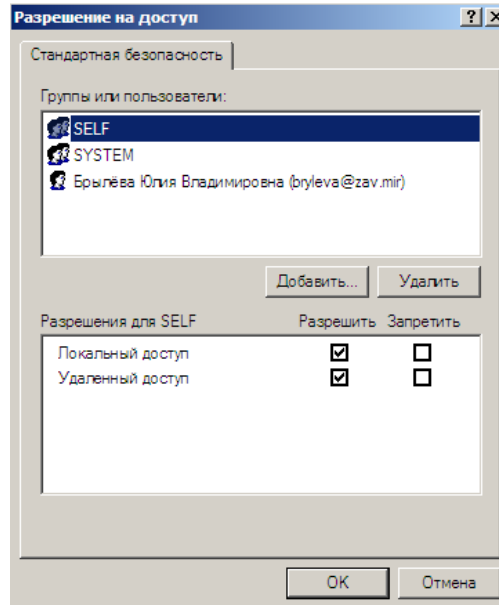 Разрешение на доступ
Стандартная безопасность
Группы или пользователи:
SELF
SYSTEM
Брылёва Юлия Владимировна (bryleva@zav.mir)
Добавить... Удалить
Разрешения для SELF Разрешить Запретить
Локальный доступ
Удаленный доступ
OK Отмена